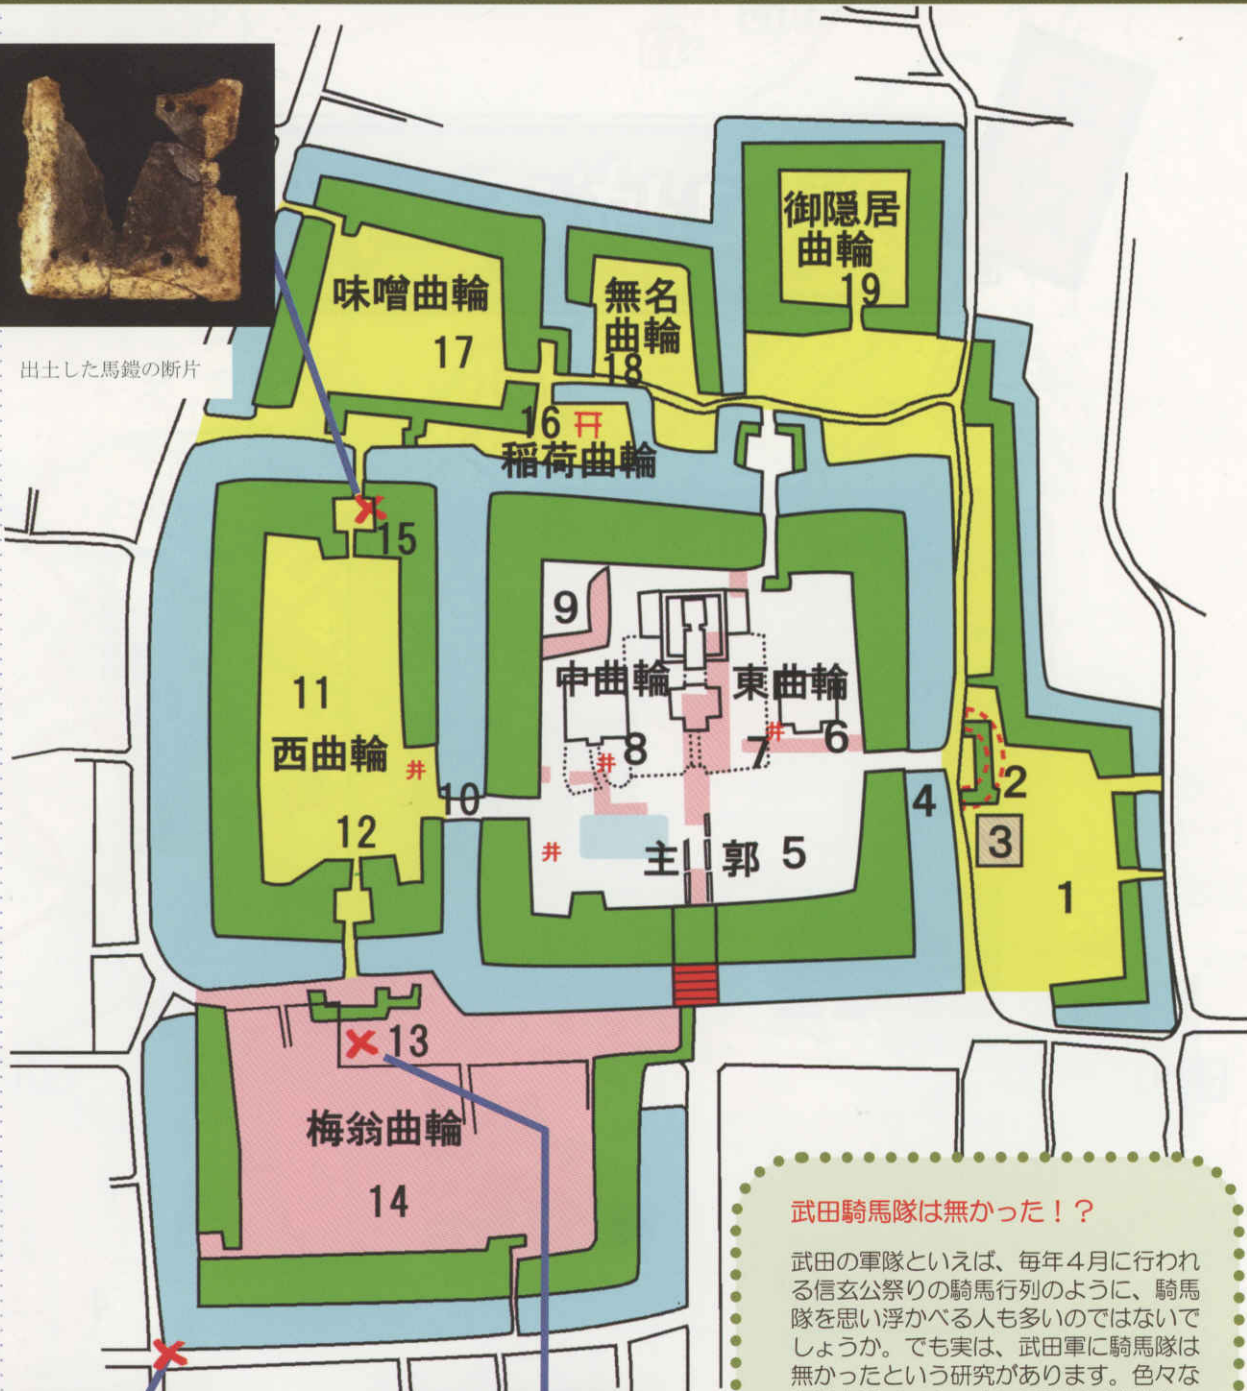 出土した馬鎧の断片
御隠居
曲輪
19
味噌曲輪
17
無名
曲輪
18
16
稲荷曲輪
15
9
中曲輪
東曲輪
11
西曲輪
井
井
井
8
7
6
10
4
2
3
12
井
主郭 5
1
13
梅翁曲輪
14
武田騎馬隊は無かった！？
武田の軍隊といえば、毎年４月に行われ
る信玄公祭りの騎馬行列のように、騎馬
隊を思い浮かべる人も多いのではないで
しょうか。でも実は、武田軍に騎馬隊は
無かったという研究があります。色々な